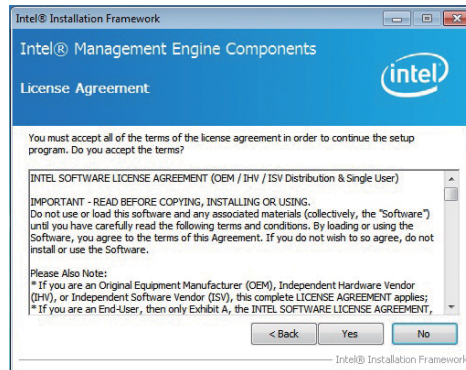 Intel® Installation Framework
Intel® Management Engine Components
License Agreement
intel
You must accept all of the terms of the license agreement in order to continue the setup
program. Do you accept the terms?
INTEL SOFTWARE LICENSE AGREEMENT (OEM / IHV / ISV Distribution & Single User)
IMPORTANT - READ BEFORE COPYING, INSTALLING OR USING.
Do not use or load this software and any associated materials (collectively, the "Software")
until you have carefully read the following terms and conditions. By loading or using the
Software, you agree to the terms of this Agreement. If you do not wish to so agree, do not
install or use the Software.
Please Also Note:
* If you are an Original Equipment Manufacturer (OEM), Independent Hardware Vendor
(IHV), or Independent Software Vendor (ISV), this complete LICENSE AGREEMENT applies;
* If you are an End-User, then only Exhibit A, the INTEL SOFTWARE LICENSE AGREEMENT,
< Back Yes No
Intel® Installation Framework